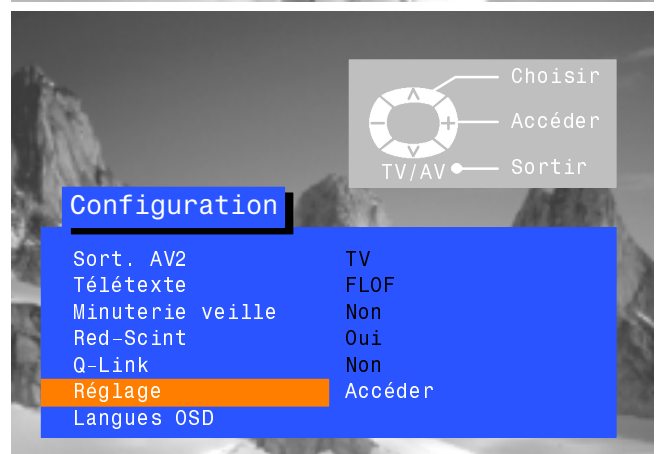 Choisir
Accéder
TV/AV Sortir
Configuration
Sort. AV2 TV
Télétexte FLOF
Minuterie veille Non
Red-Scint Oui
Q-Link Non
Réglage Accéder
Langues OSD